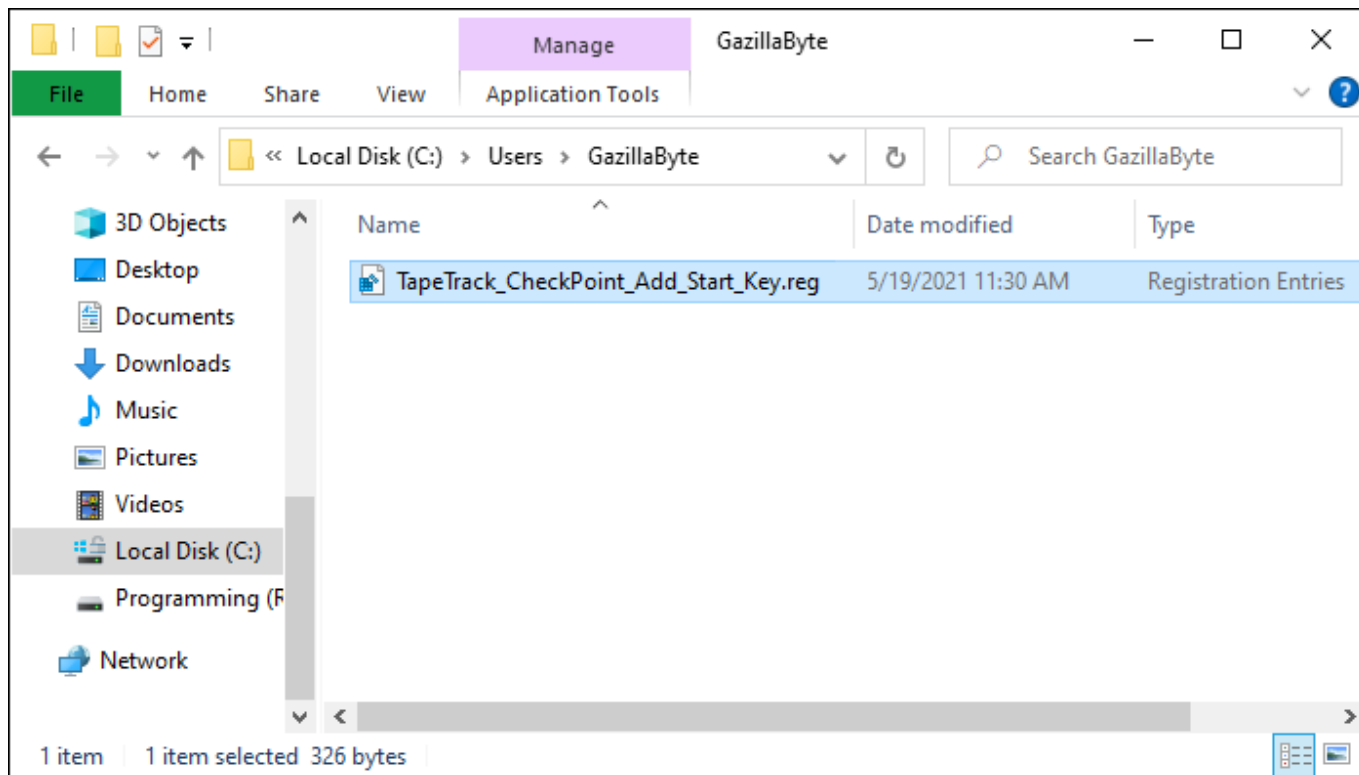 Manage
GazillaByte
File Home Share View Application Tools
?
« Local Disk (C:) > Users > GazillaByte
Search GazillaByte
Name Date modified Type
3D Objects
Desktop
Documents
Downloads
Music
Pictures
Videos
Local Disk (C:)
Programming (R
Network
TapeTrack_CheckPoint_Add_Start_Key.reg 5/19/2021 11:30 AM Registration Entries
1 item 1 item selected 326 bytes